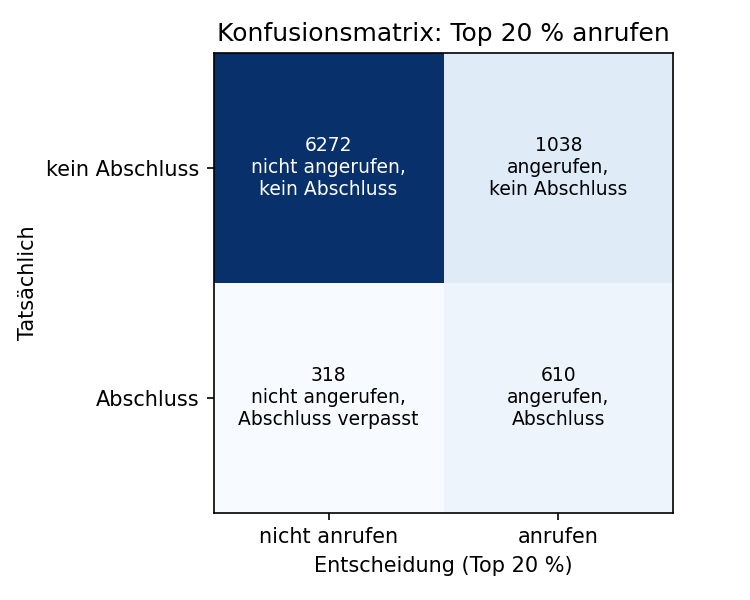 Konfusionsmatrix: Top 20 % anrufen
6272
nicht angerufen,
kein Abschluss
1038
angerufen,
kein Abschluss
318
nicht angerufen,
Abschluss verpasst
610
angerufen,
Abschluss
kein Abschluss
Abschluss
Tatsächlich
nicht anrufen
anrufen
Entscheidung (Top 20 %)